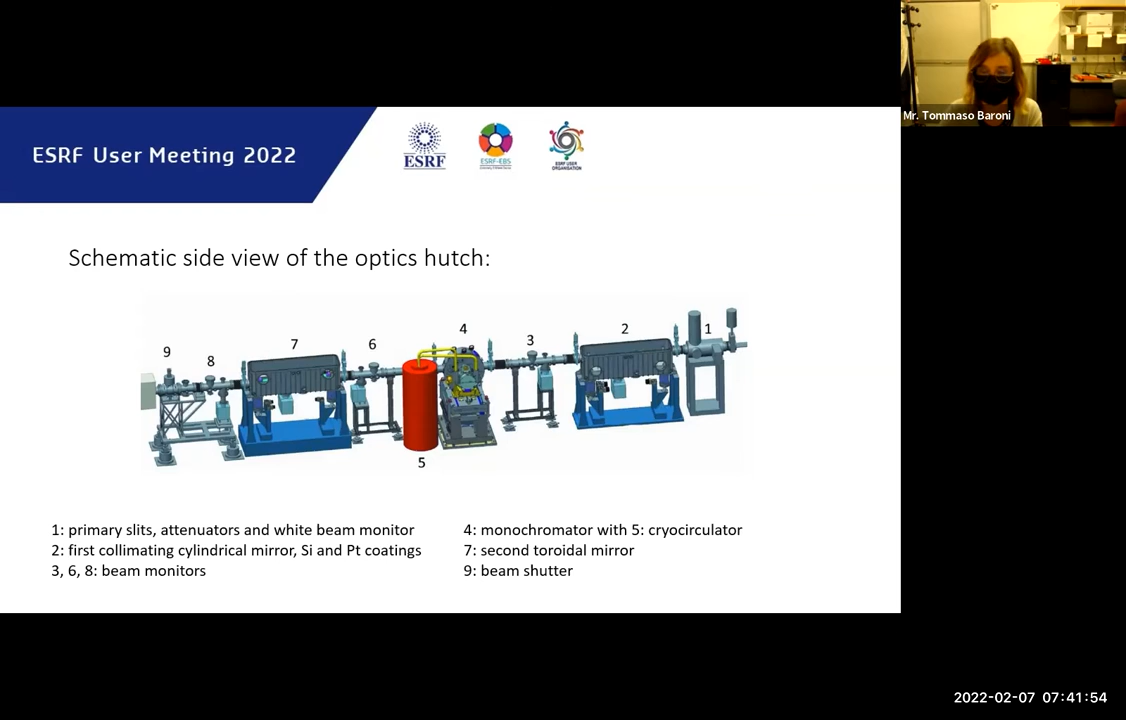 Mr. Tommaso Baroni
ESRF User Meeting 2022
ESRF
ESRF-EBS
ESRF USER
ORGANISATION
Schematic side view of the optics hutch:
9
8
7
6
5
4
3
2
1
1: primary slits, attenuators and white beam monitor
2: first collimating cylindrical mirror, Si and Pt coatings
3, 6, 8: beam monitors
4: monochromator with 5: cryocirculator
7: second toroidal mirror
9: beam shutter
2022-02-07 07:41:54